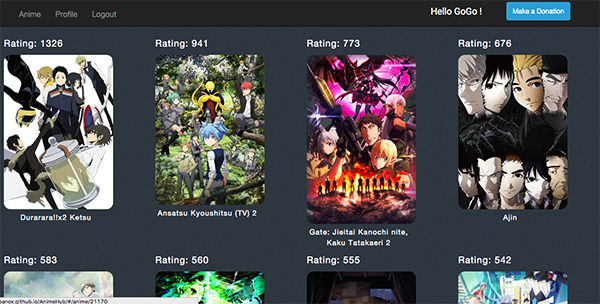 Anime Profile Logout Hello GoGo ! Make a Donation
Rating: 1326 Rating: 941 Rating: 773 Rating: 676
Durarara!!x2 Ketsu
Ansatsu Kyoushitsu (TV) 2
Gate: Jieitai Kanochi nite,
Kaku Tatakaeri 2
Ajin
Rating: 583 Rating: 560 Rating: 555 Rating: 542
panox.github.io/AnimeHub/#/anime/21170